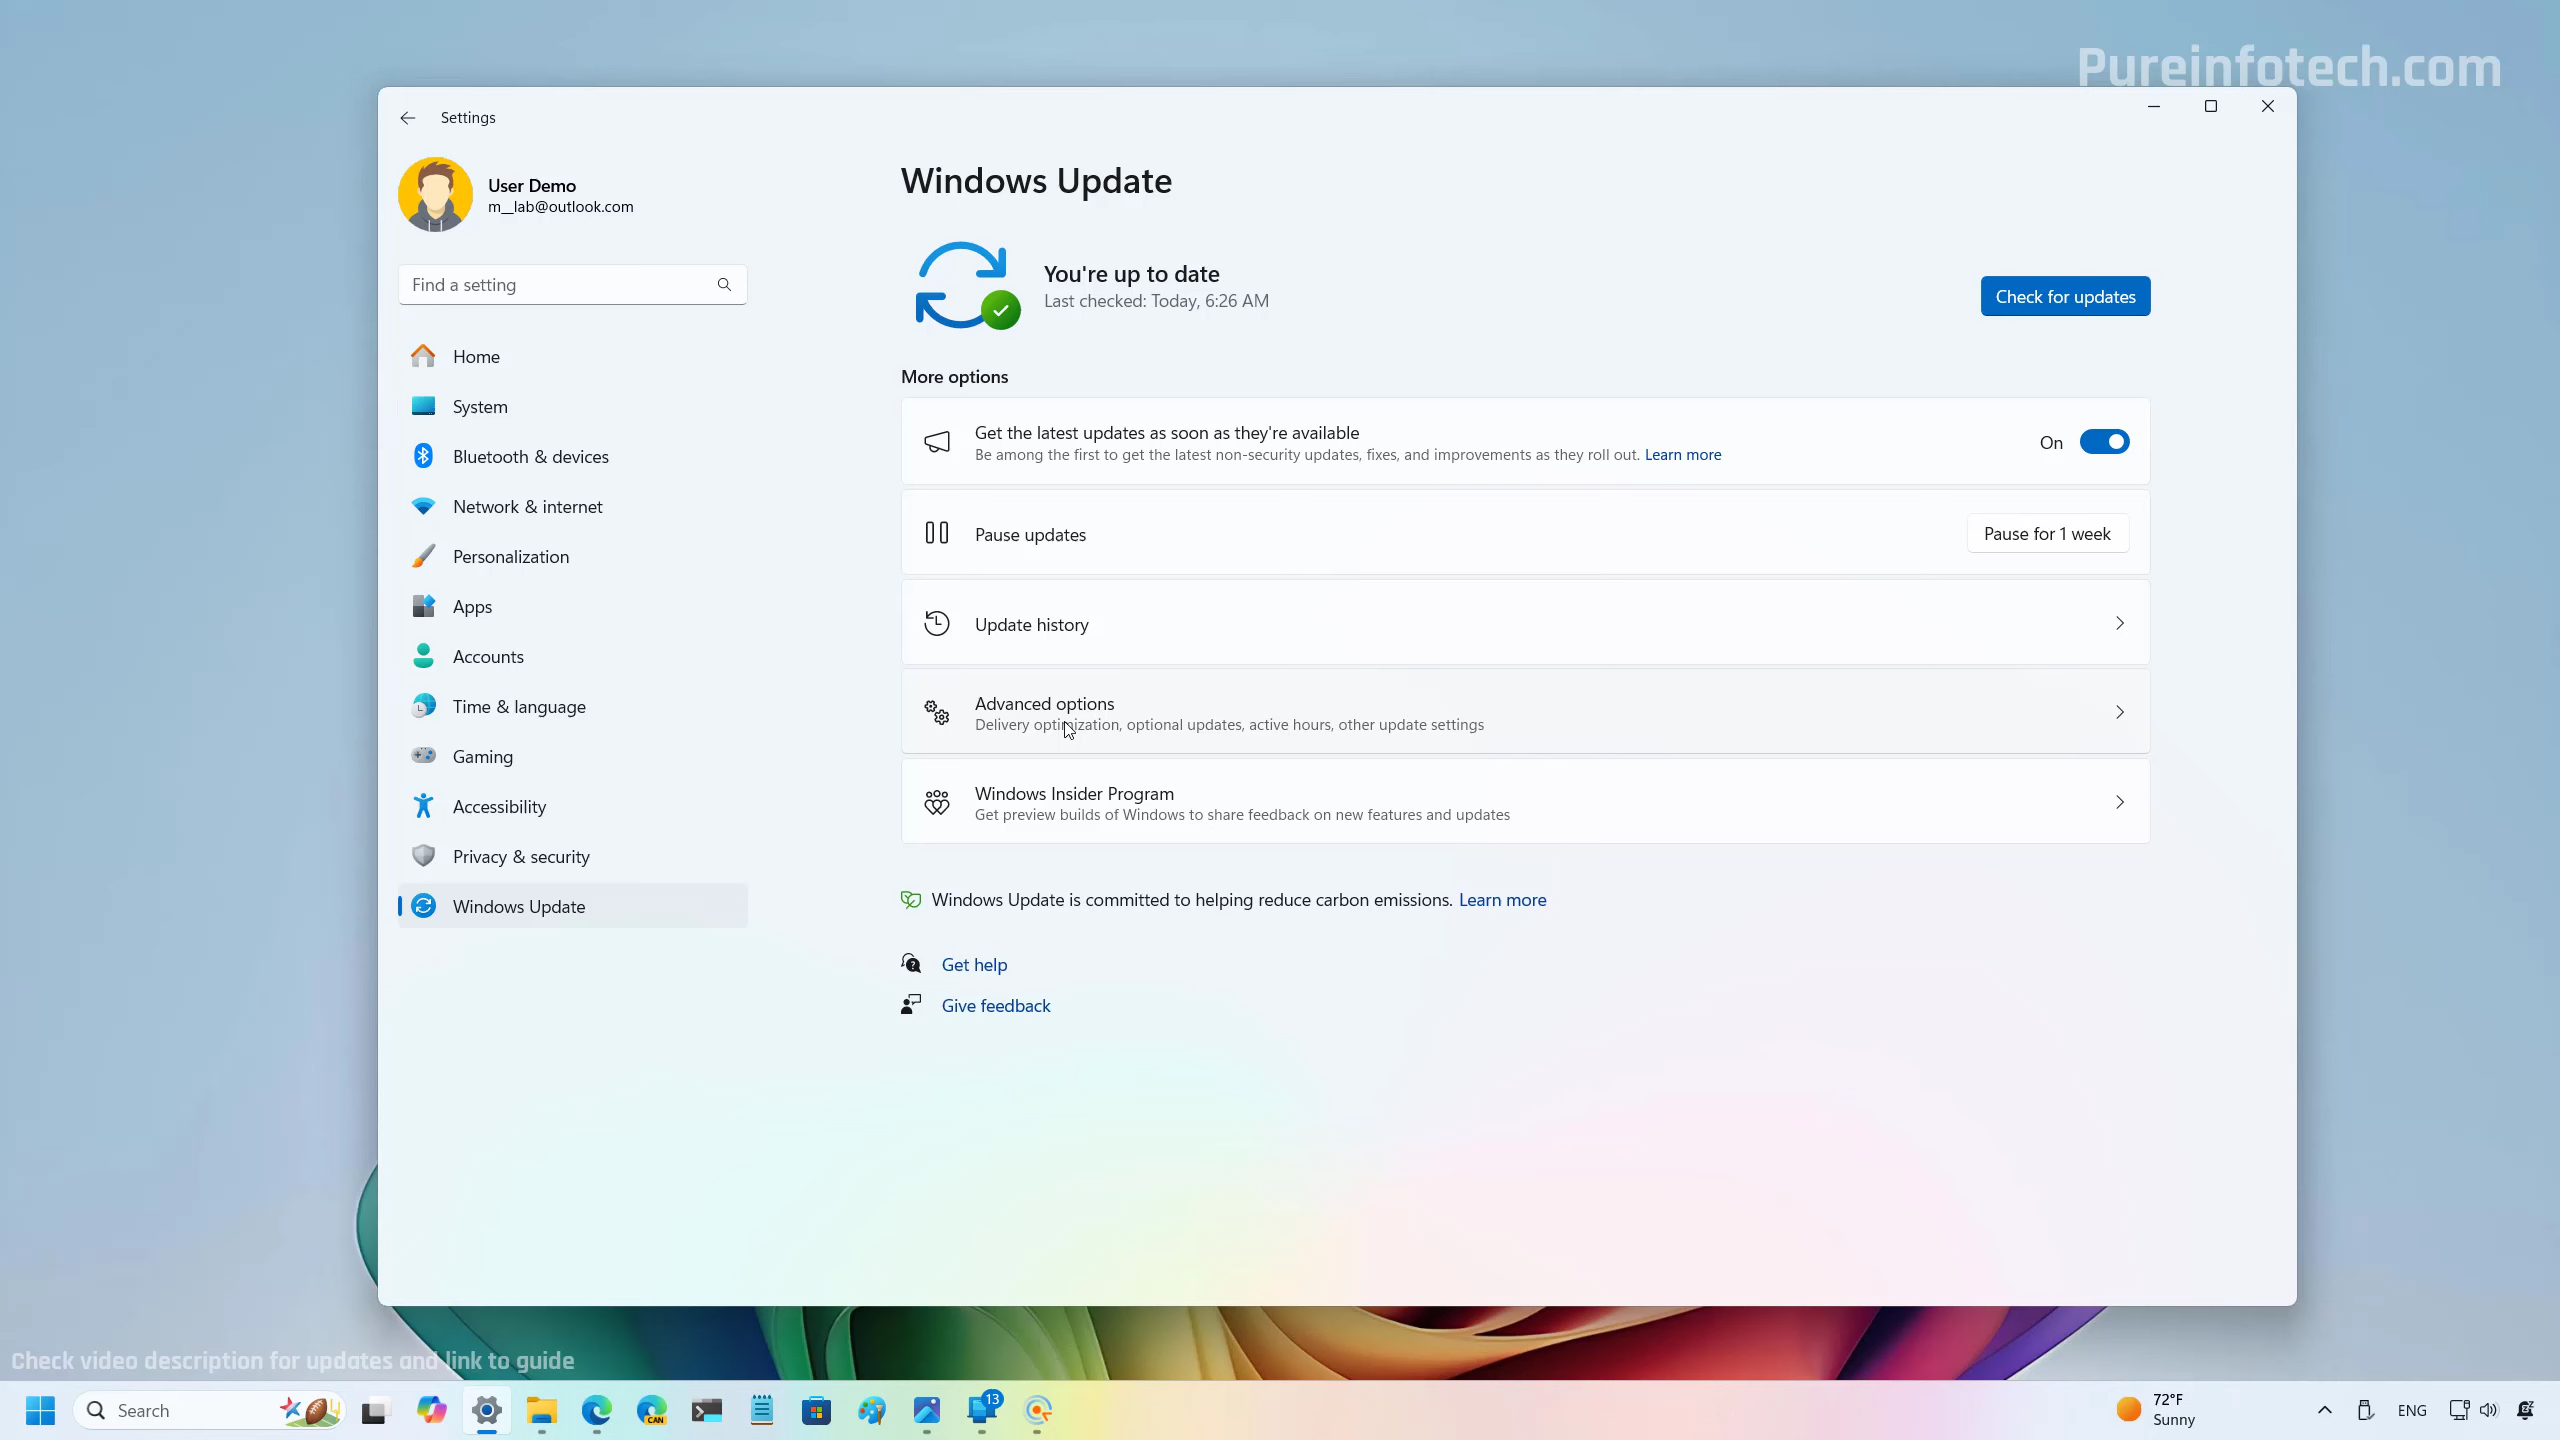 Pureinfotech.com
Settings
User Demo
m__lab@outlook.com
Find a setting
Home
System
Bluetooth & devices
Network & internet
Personalization
Apps
Accounts
Time & language
Gaming
Accessibility
Privacy & security
Windows Update
Windows Update
You're up to date
Last checked: Today, 6:26 AM
Check for updates
More options
Get the latest updates as soon as they're available
Be among the first to get the latest non-security updates, fixes, and improvements as they roll out. Learn more
On
Pause updates
Pause for 1 week
Update history
Advanced options
Delivery optimization, optional updates, active hours, other update settings
Windows Insider Program
Get preview builds of Windows to share feedback on new features and updates
Windows Update is committed to helping reduce carbon emissions. Learn more
Get help
Give feedback
Check video description for updates and link to guide
Search
CAN
13
72°F
Sunny
ENG